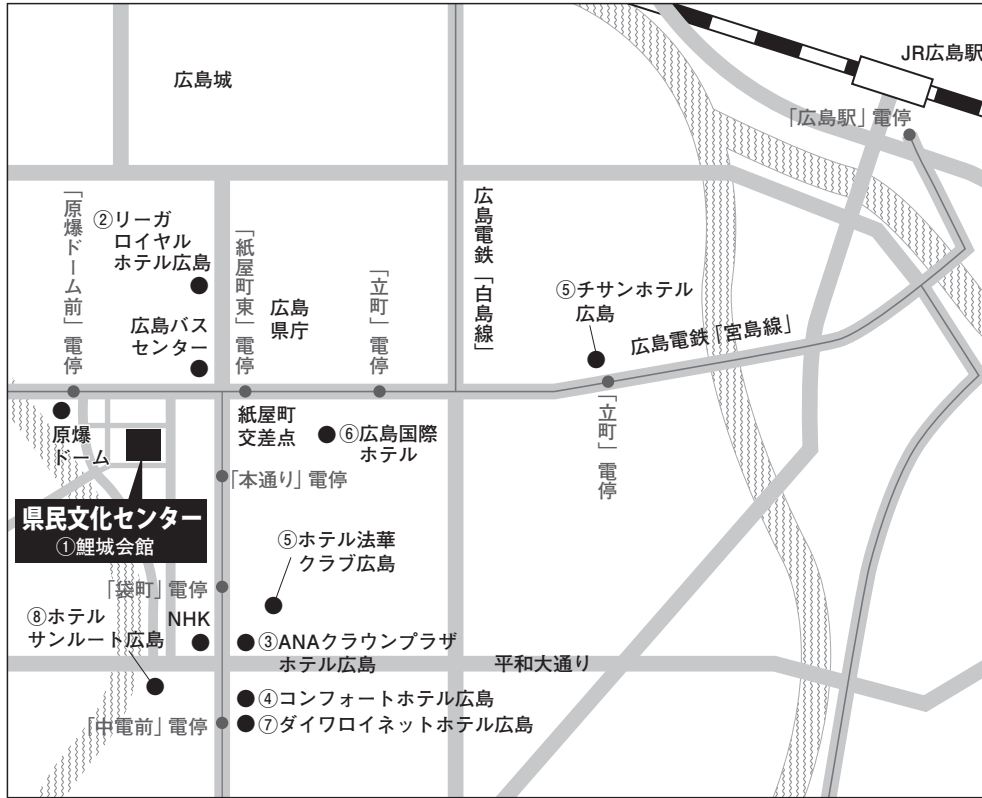 JR広島駅
広島城
「広島駅」電停
「原爆ドーム前」電停
②リーガ
ロイヤル
ホテル広島
「紙屋町東」電停
広島
県庁
「立町」電停
広島電鉄「白島線」
⑤チサンホテル
広島
広島電鉄「宮島線」
広島バス
センター
原爆
ドーム
紙屋町
交差点
⑥広島国際
ホテル
「立町」電停
「本通り」電停
県民文化センター
①鯉城会館
⑤ホテル法華
クラブ広島
「袋町」電停
⑧ホテル
サンルート広島
NHK
③ANAクラウンプラザ
ホテル広島
平和大通り
④コンフォートホテル広島
「中電前」電停
⑦ダイワロイネットホテル広島